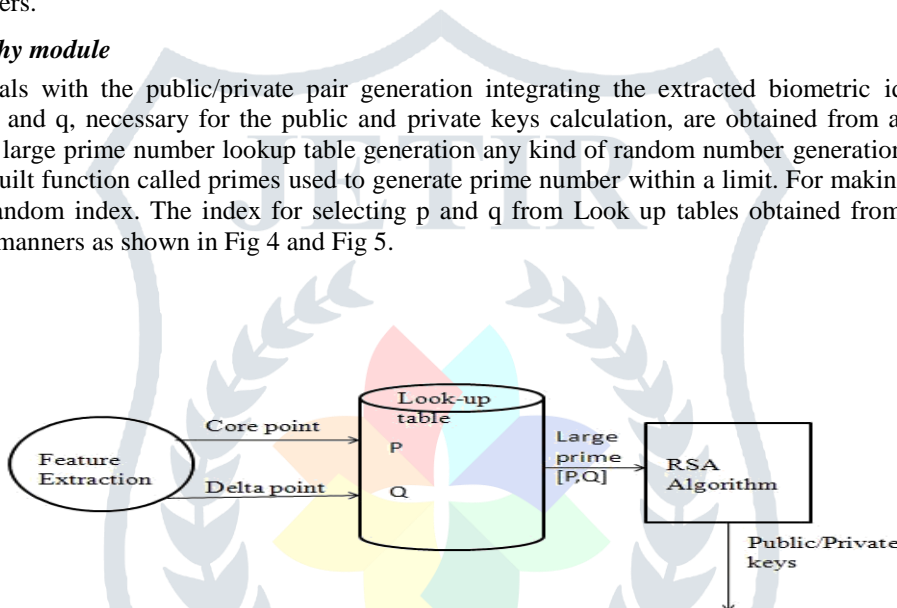 ers.
hy module
als with the public/private pair generation integrating the extracted biometric ic
and q, necessary for the public and private keys calculation, are obtained from a
large prime number lookup table generation any kind of random number generation
uilt function called primes used to generate prime number within a limit. For makin
andom index. The index for selecting p and q from Look up tables obtained from
manners as shown in Fig 4 and Fig 5.
JETIR
Look-up
table
Core point
P
Large
prime
[P,Q]
Feature
Extraction
RSA
Algorithm
Delta point
Q
Public/Private
keys